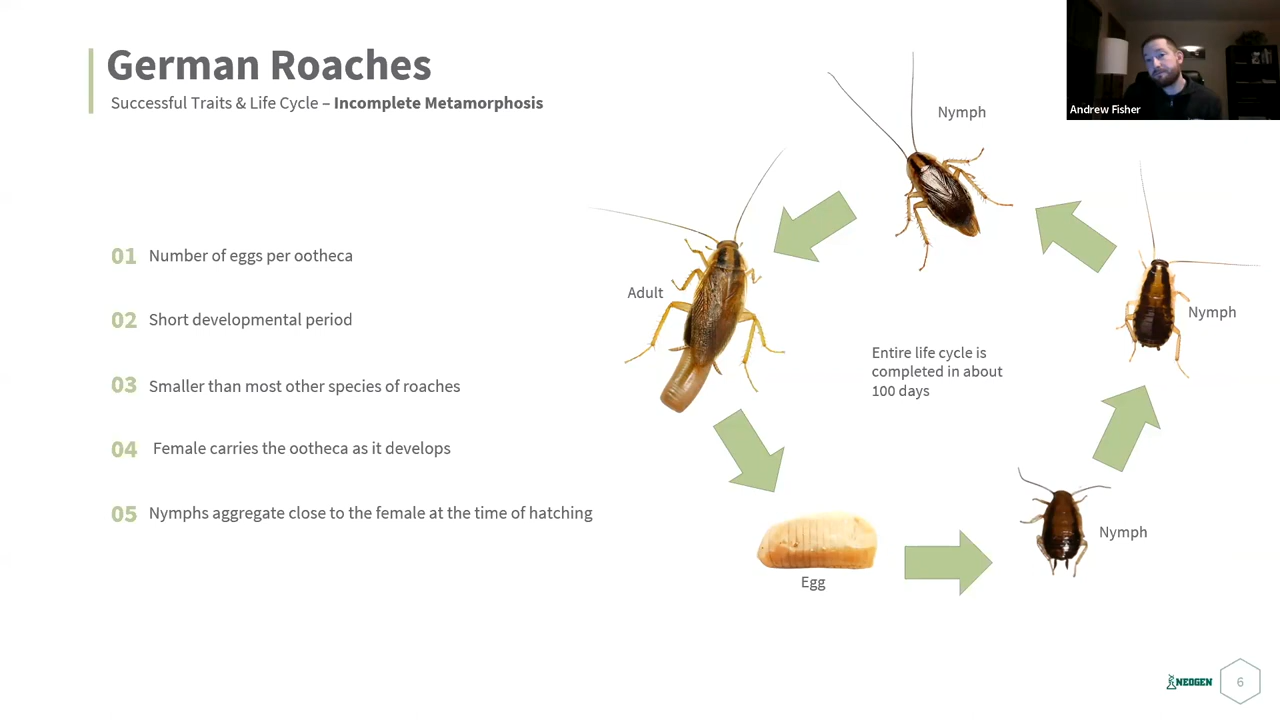 German Roaches
Successful Traits & Life Cycle – Incomplete Metamorphosis
Andrew Fisher
01 Number of eggs per ootheca
02 Short developmental period
03 Smaller than most other species of roaches
04 Female carries the ootheca as it develops
05 Nymphs aggregate close to the female at the time of hatching
Nymph
Adult
Nymph
Entire life cycle is
completed in about
100 days
Nymph
Egg
NEOGEN
6